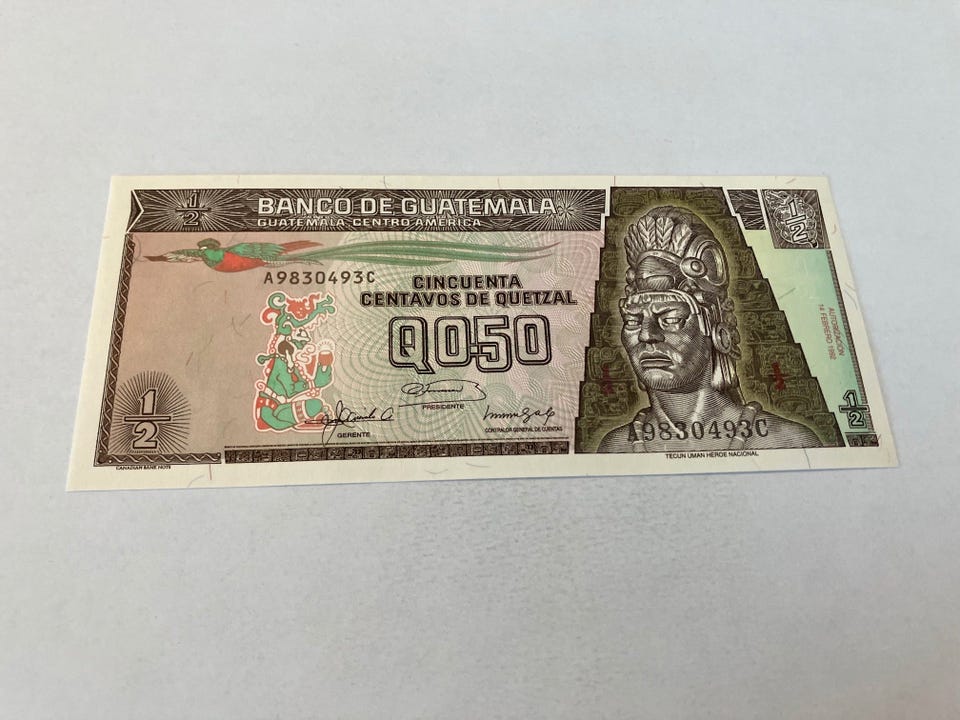 1/2
BANCO DE GUATEMALA
GUATEMALA, CENTRO AMERICA
1/2
A9830493C
CINCUENTA
CENTAVOS DE QUETZAL
Q0.50
AUTORIZACION
14 FEBRERO 1992
PRESIDENTE
GERENTE
CONTRALOR GENERAL DE CUENTAS
1/2
1/2
A9830493C
CANADIAN BANK NOTE
TECUN UMAN HEROE NACIONAL